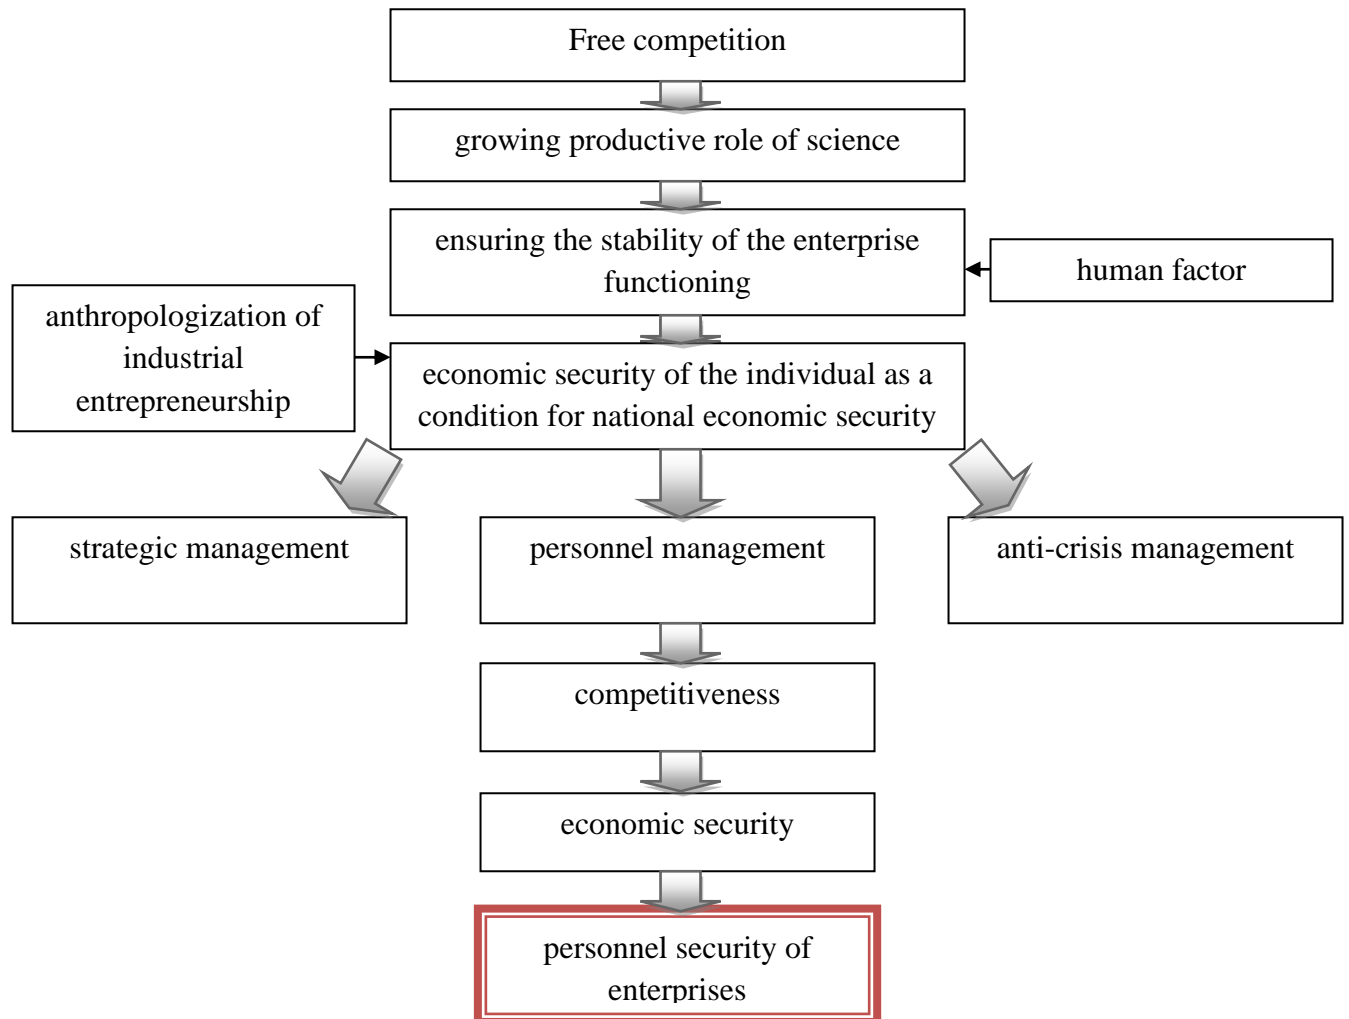 Free competition
growing productive role of science
ensuring the stability of the enterprise
functioning
human factor
anthropologization of
industrial
entrepreneurship
economic security of the individual as a
condition for national economic security
strategic management
personnel management
anti-crisis management
competitiveness
economic security
personnel security of
enterprises